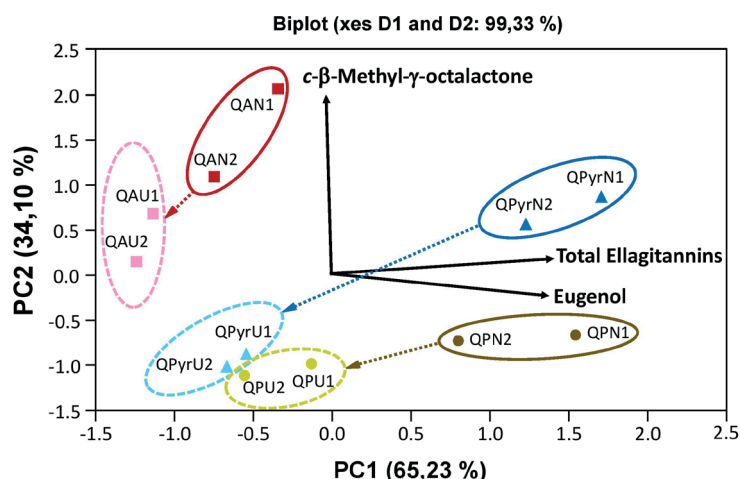 Biplot (xes D1 and D2: 99,33 %)
2.5
2.0
1.5
1.0
0.5
0.0
-0.5
-1.0
-1.5
PC2 (34,10 %)
c-β-Methyl-γ-octalactone
QAN1
QAN2
QAU1
QAU2
QPyrN1
QPyrN2
Total Ellagitannins
Eugenol
QPyrU1
QPyrU2
QPN2
QPN1
QPU2
QPU1
-1.5 -1.0 -0.5 0.0 0.5 1.0 1.5 2.0 2.5
PC1 (65,23 %)